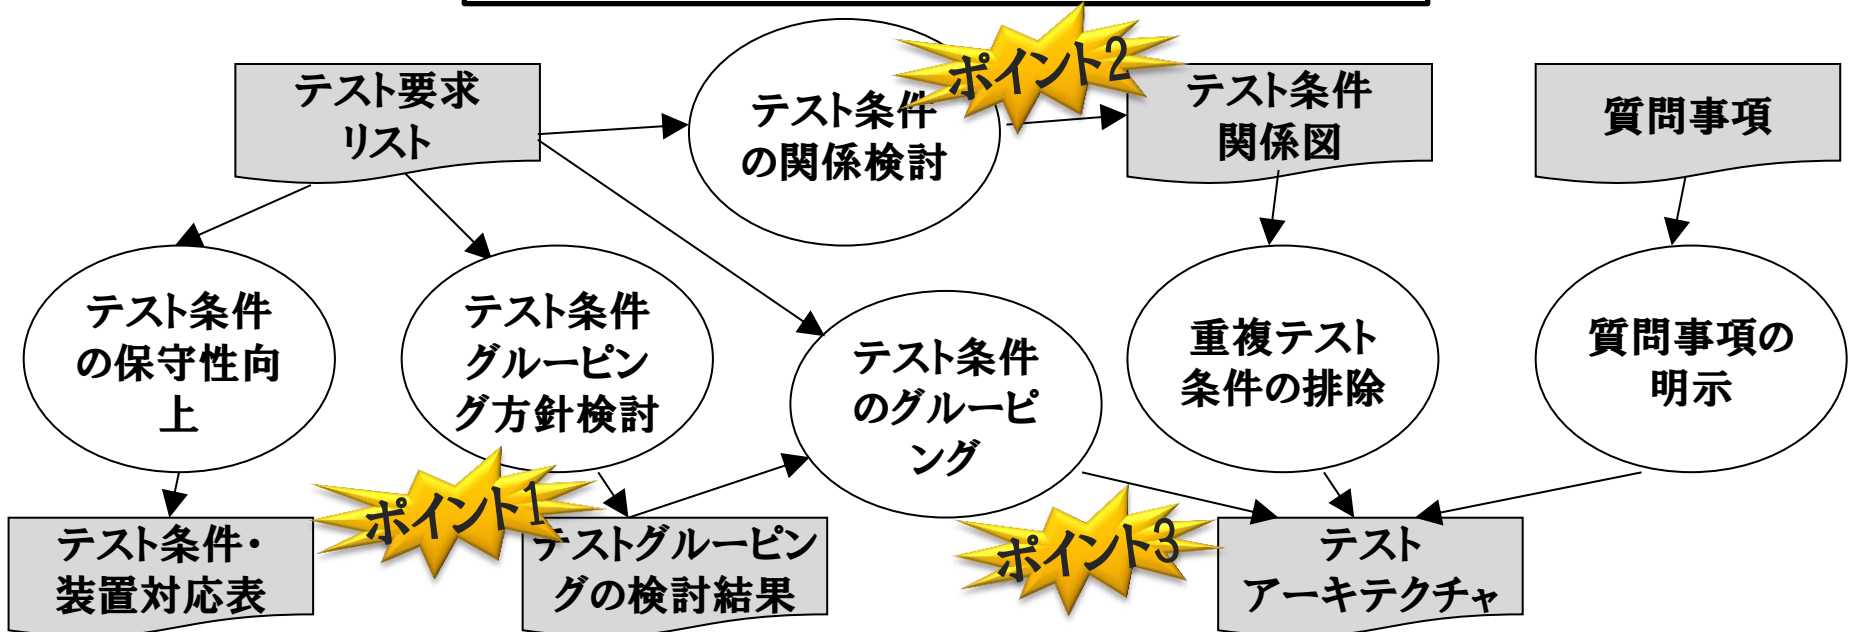 テスト要求
リスト
テスト条件
の関係検討
ポイント2
テスト条件
関係図
質問事項
テスト条件
の保守性向
上
テスト条件
グルーピン
グ方針検討
テスト条件
のグルーピ
ング
重複テスト
条件の排除
質問事項の
明示
テスト条件・
装置対応表
ポイント1
テストグルーピン
グの検討結果
ポイント3
テスト
アーキテクチャ